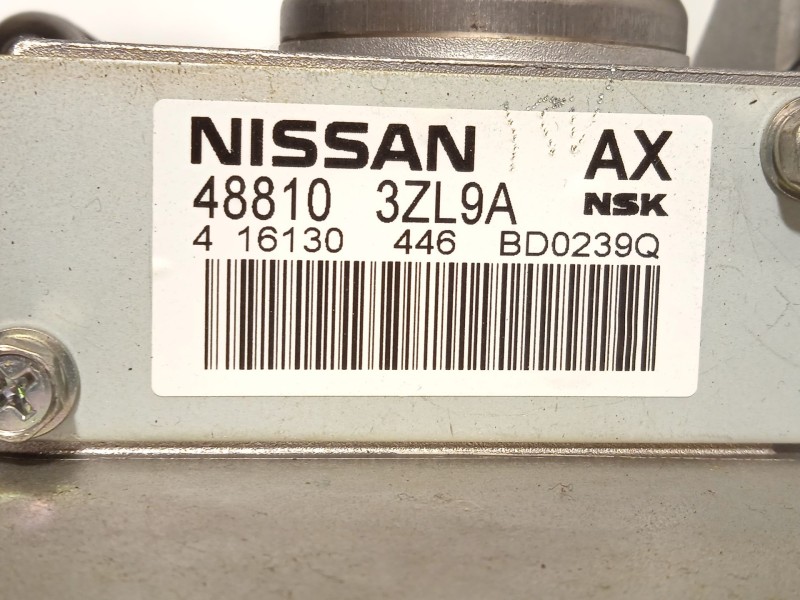 NISSAN AX
48810 3ZL9A NSK
4 16130 446 BD0239Q